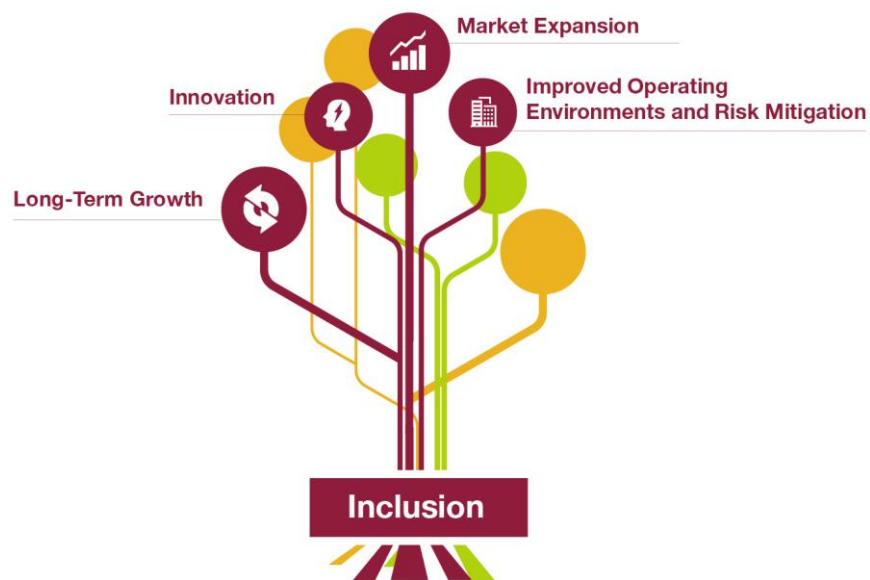 Market Expansion
Innovation
Improved Operating
Environments and Risk Mitigation
Long-Term Growth
Inclusion